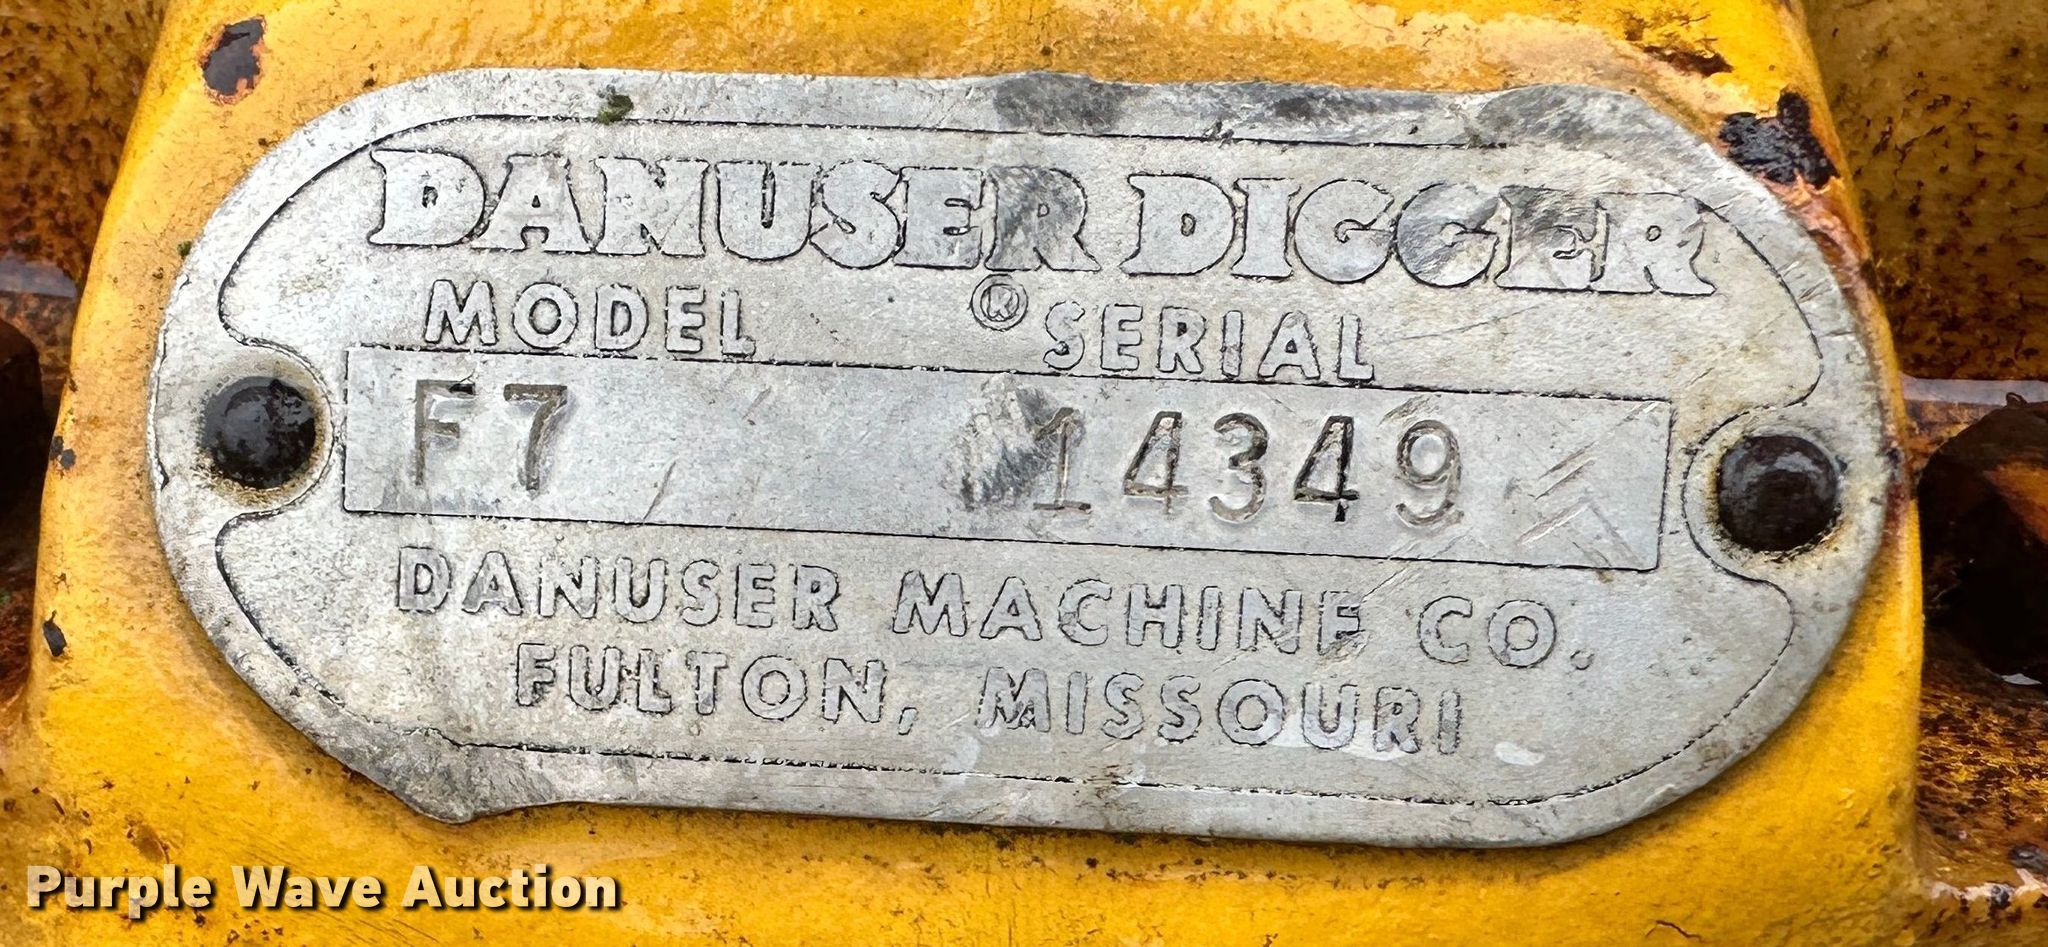 DANUSER DIGGER
®
MODEL SERIAL
F7 14349
DANUSER MACHINE CO.
FULTON, MISSOURI
Purple Wave Auction